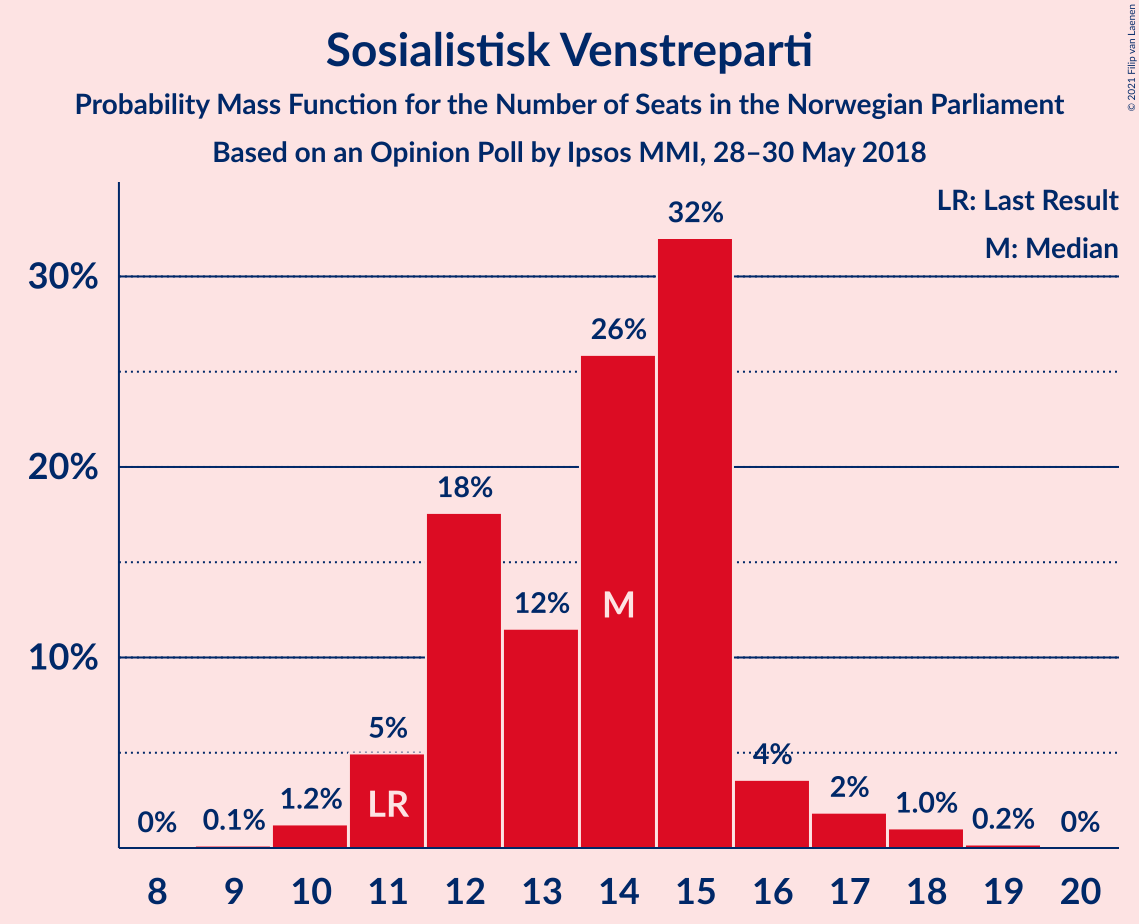 Sosialistisk Venstreparti
Probability Mass Function for the Number of Seats in the Norwegian Parliament
Based on an Opinion Poll by Ipsos MMI, 28–30 May 2018
© 2021 Filip van Laenen
LR: Last Result
M: Median
30%
20%
10%
0%
0.1%
1.2%
5%
18%
12%
26%
32%
4%
2%
1.0%
0.2%
0%
LR
M
8 9 10 11 12 13 14 15 16 17 18 19 20